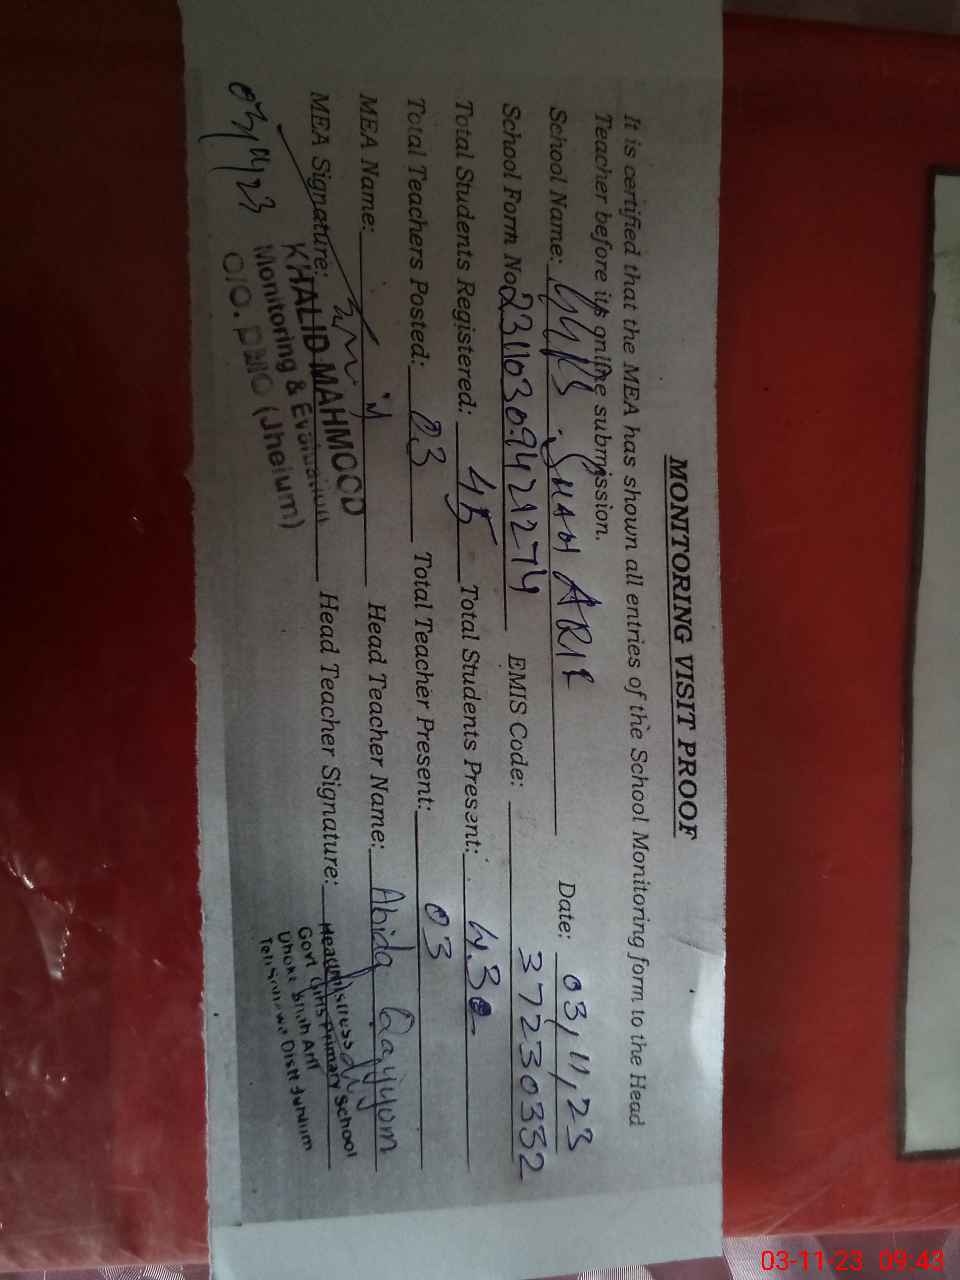 MONITORING VISIT PROOF
It is certified that the MEA has shown all entries of the School Monitoring form to the Head
Teacher before its online submission.
School Name: GGPS. SHAH ARIF Date: 03/11/23
School Form No 23110309421274 EMIS Code: 37230332
Total Students Registered: 45 Total Students Present: 43
Total Teachers Posted: 03 Total Teacher Present: 03
MEA Name: Head Teacher Name: Abida Qayyum
MEA Signature: Head Teacher Signature:
KHALID MAHMOOD
Monitoring & Evaluation
O/O. DMO (Jhelum)
03/11/23
Headmistress
Govt Girls Primary School
Dhoke Shah Arif
Distt Jhelum
03-11-23 09:43